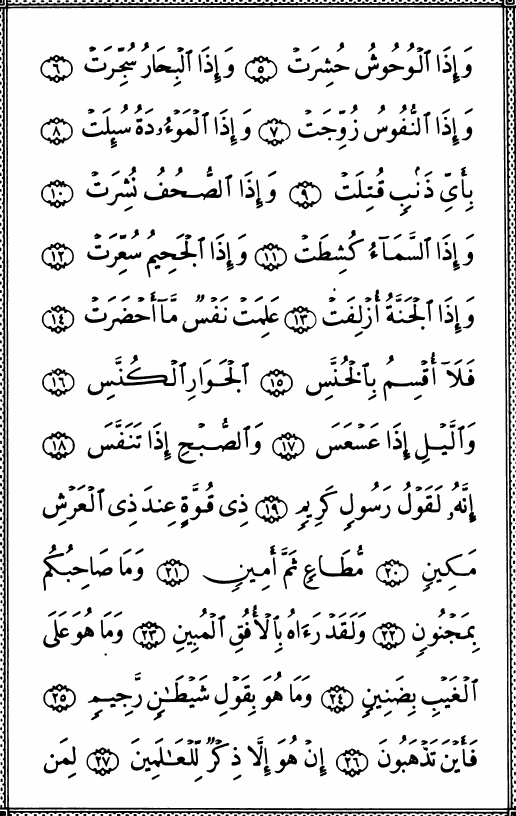 وَإِذَا ٱلْوُحُوشُ حُشِرَتْ ٥ وَإِذَا ٱلْبِحَارُ سُجِّرَتْ ٦
وَإِذَا ٱلنُّفُوسُ زُوِّجَتْ ٧ وَإِذَا ٱلْمَوْءُۥدَةُ سُئِلَتْ ٨
بِأَيِّ ذَنۢبٍ قُتِلَتْ ٩ وَإِذَا ٱلصُّحُفُ نُشِرَتْ ١٠
وَإِذَا ٱلسَّمَآءُ كُشِطَتْ ١١ وَإِذَا ٱلْجَحِيمُ سُعِّرَتْ ١٢
وَإِذَا ٱلْجَنَّةُ أُزْلِفَتْ ١٣ عَلِمَتْ نَفْسٌ مَّآ أَحْضَرَتْ ١٤
فَلَآ أُقْسِمُ بِٱلْخُنَّسِ ١٥ ٱلْجَوَارِ ٱلْكُنَّسِ ١٦
وَٱلَّيْلِ إِذَا عَسْعَسَ ١٧ وَٱلصُّبْحِ إِذَا تَنَفَّسَ ١٨
إِنَّهُۥ لَقَوْلُ رَسُولٍ كَرِيمٍ ١٩ ذِى قُوَّةٍ عِندَ ذِى ٱلْعَرْشِ
مَكِينٍ ٢٠ مُّطَاعٍ ثَمَّ أَمِينٍ ٢١ وَمَا صَاحِبُكُم
بِمَجْنُونٍ ٢٢ وَلَقَدْ رَءَاهُ بِٱلْأُفُقِ ٱلْمُبِينِ ٢٣ وَمَا هُوَ عَلَى
ٱلْغَيْبِ بِضَنِينٍ ٢٤ وَمَا هُوَ بِقَوْلِ شَيْطَٰنٍ رَّجِيمٍ ٢٥
فَأَيْنَ تَذْهَبُونَ ٢٦ إِنْ هُوَ إِلَّا ذِكْرٌ لِّلْعَٰلَمِينَ ٢٧ لِمَن